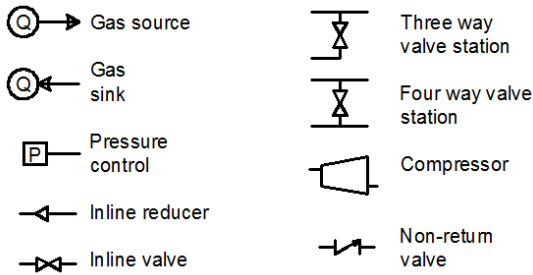 Q Gas source
Q Gas
sink
P Pressure
control
Inline reducer
Inline valve
Three way
valve station
Four way valve
station
Compressor
Non-return
valve